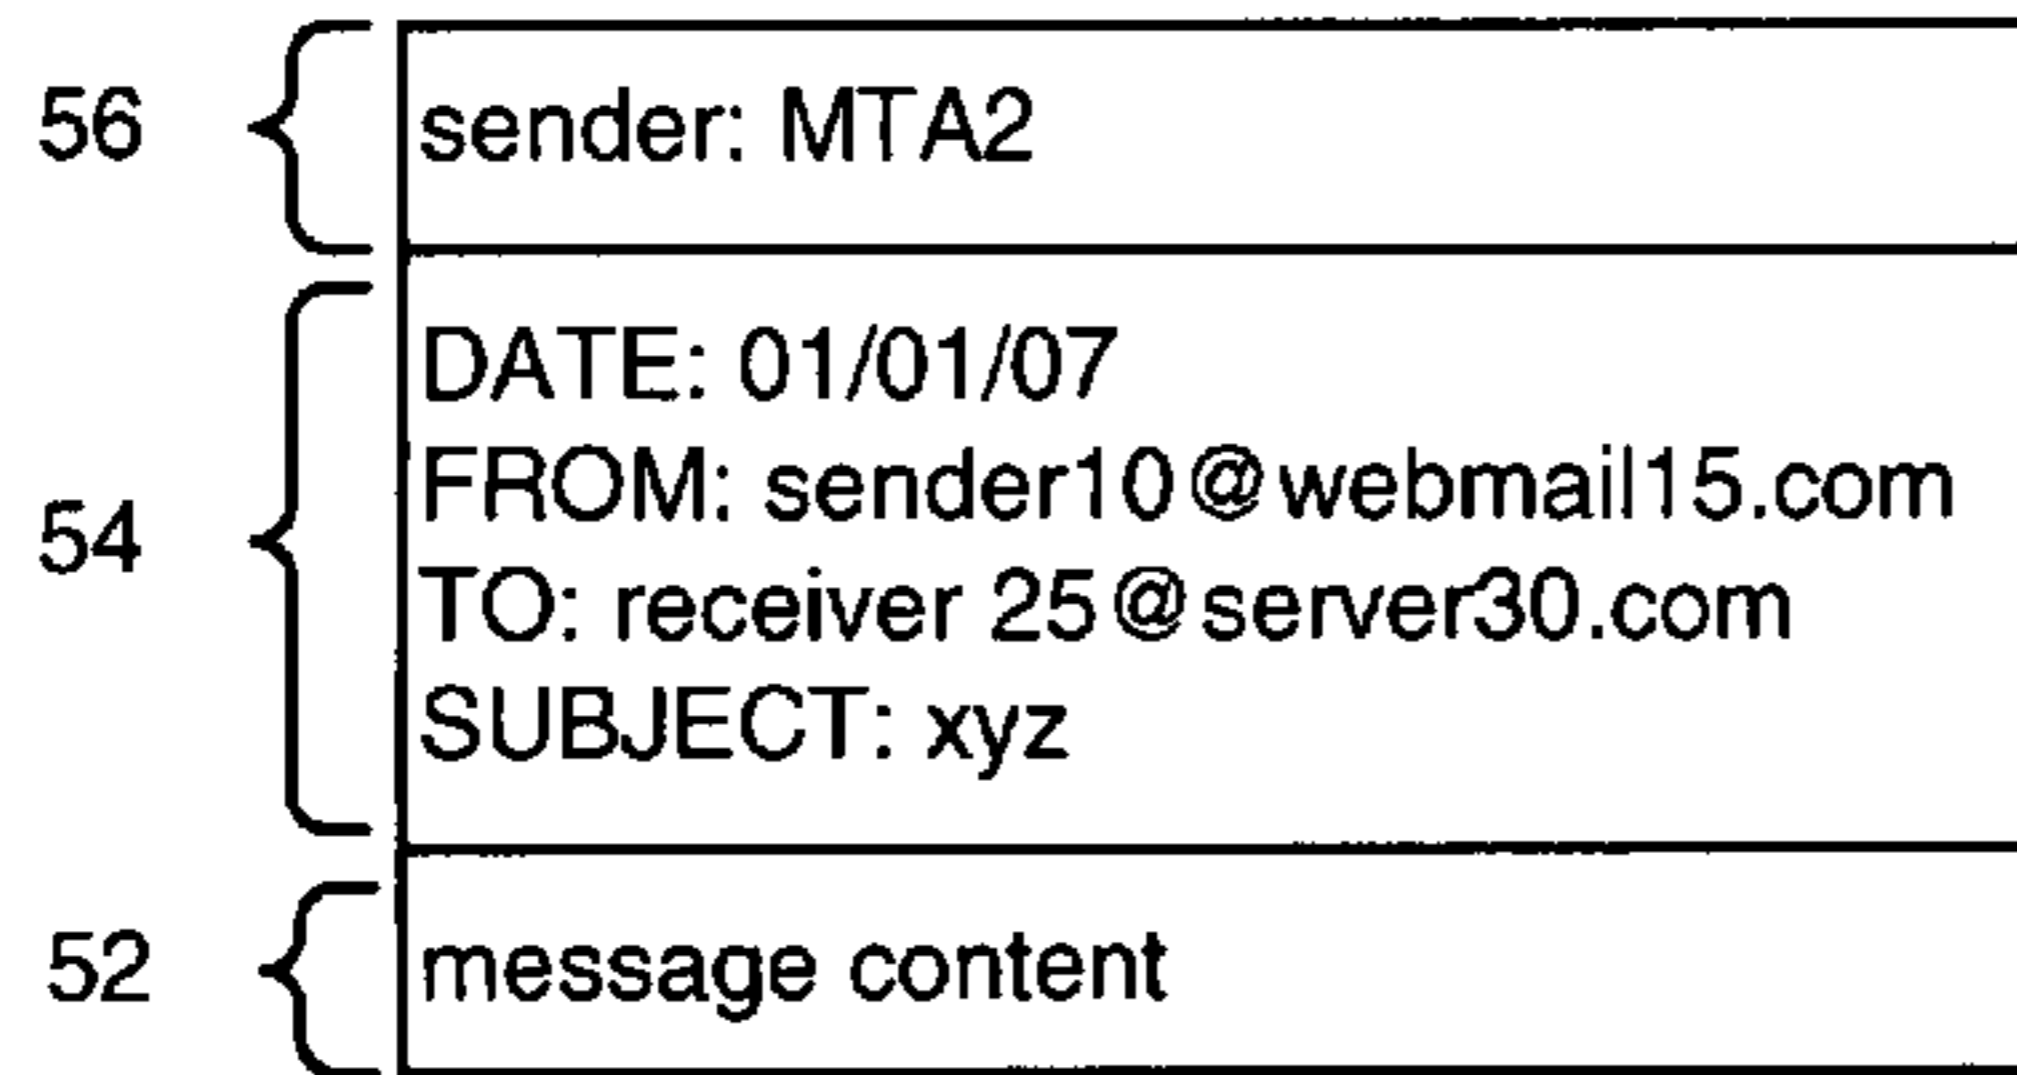 56 sender: MTA2
DATE: 01/01/07
FROM: sender10@webmail15.com
54
TO: receiver 25@server30.com
SUBJECT: xyz
52 message content